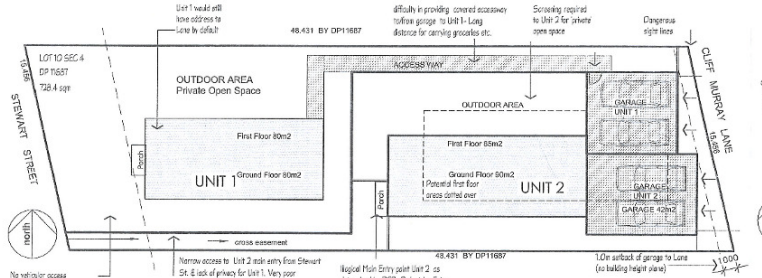 Unit 1 would still
have address to
Lane by default
48.431 BY DP11687
difficulty in providing covered accessway
to/from garage to Unit 1- Long
distance for carrying groceries etc.
Screening required
to Unit 2 for 'private'
open space
Dangerous
sight lines
LOT 10 SEC 4
DP 11687
728.4 sqm
15.486
STEWART STREET
OUTDOOR AREA
Private Open Space
ACCESSWAY
OUTDOOR AREA
GARAGE
UNIT 1
CLIFF MURRAY LANE
15.486
First Floor 80m2
Ground Floor 80m2
UNIT 1
Porch
First Floor 65m2
Ground Floor 90m2
Potential first floor
areas dotted over
UNIT 2
Porch
GARAGE
UNIT 2
GARAGE 42m2
north
cross easement
48.431 BY DP11687
No vehicular access
Narrow access to Unit 2 main entry from Stewart
St. & lack of privacy for Unit 1. Very poor
Illogical Main Entry point Unit 2 as
1.0m setback of garage to Lane
(no building height plane)
1000